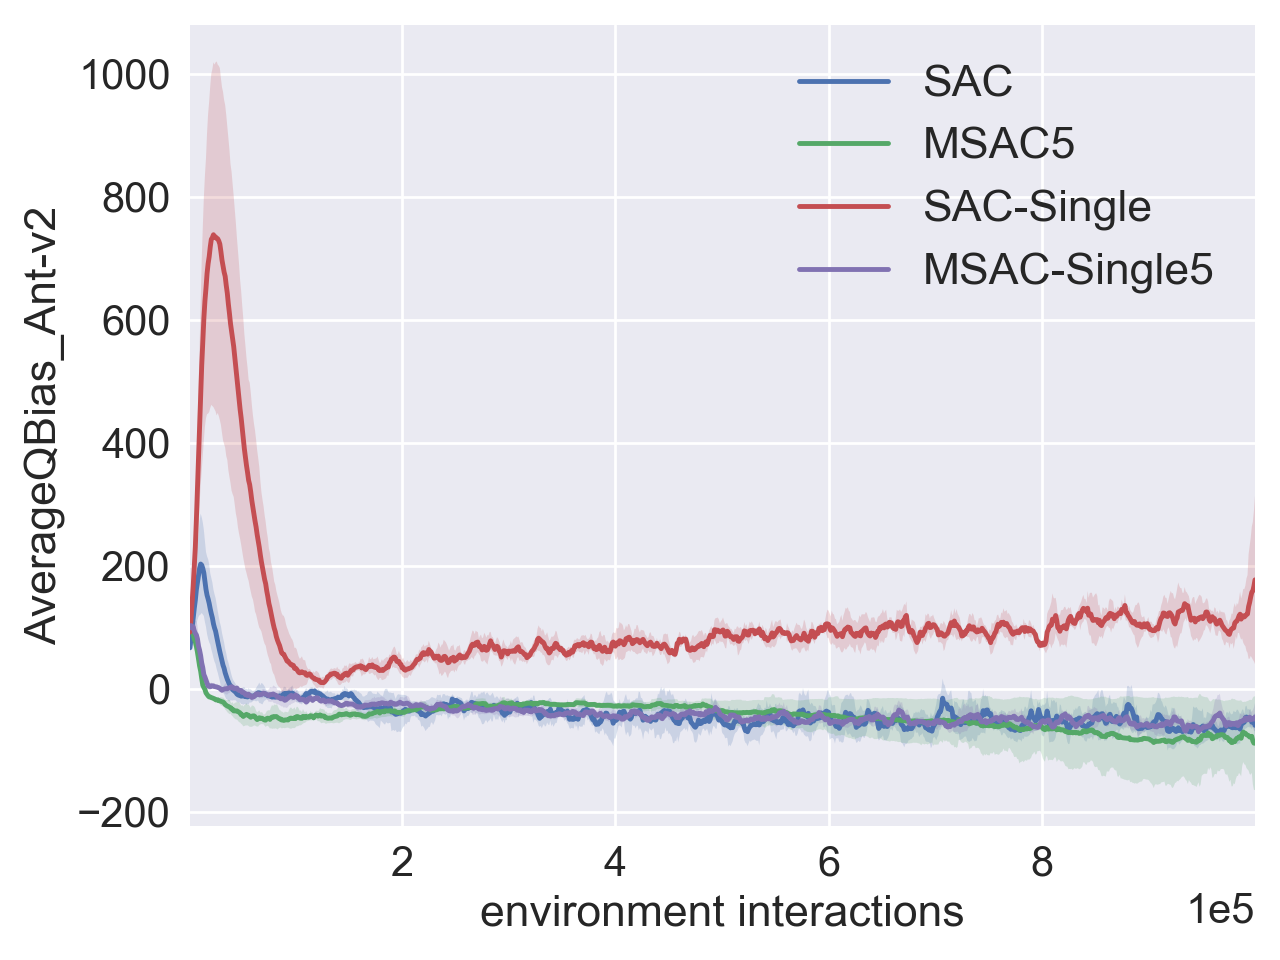 1000
800
600
400
200
0
−200
AverageQBias_Ant-v2
SAC
MSAC5
SAC-Single
MSAC-Single5
2 4 6 8
1e5
environment interactions